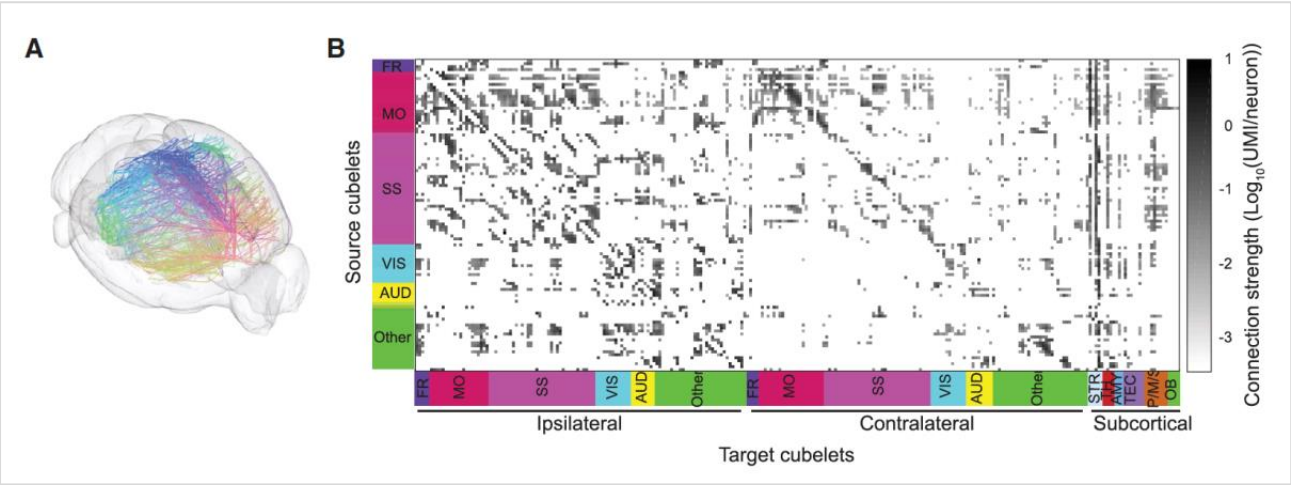 A
B
FR
MO
SS
VIS
AUD
Other
Source cubelets
FR
MO
SS
VIS
AUD
Other
FR
MO
SS
VIS
AUD
Other
STR
TH
AMY
TEC
P/M/S
OB
Ipsilateral
Contralateral
Subcortical
Target cubelets
1
0
-1
-2
-3
Connection strength (Log10(UMI/neuron))